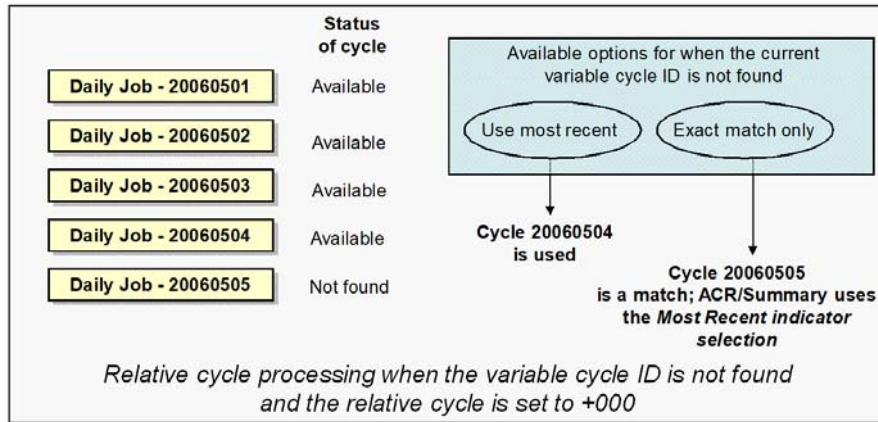 Status
of cycle
Daily Job - 20060501
Available
Daily Job - 20060502
Available
Daily Job - 20060503
Available
Daily Job - 20060504
Available
Daily Job - 20060505
Not found
Available options for when the current
variable cycle ID is not found
Use most recent
Exact match only
Cycle 20060504
is used
Cycle 20060505
is a match; ACR/Summary uses
the Most Recent indicator
selection
Relative cycle processing when the variable cycle ID is not found
and the relative cycle is set to +000